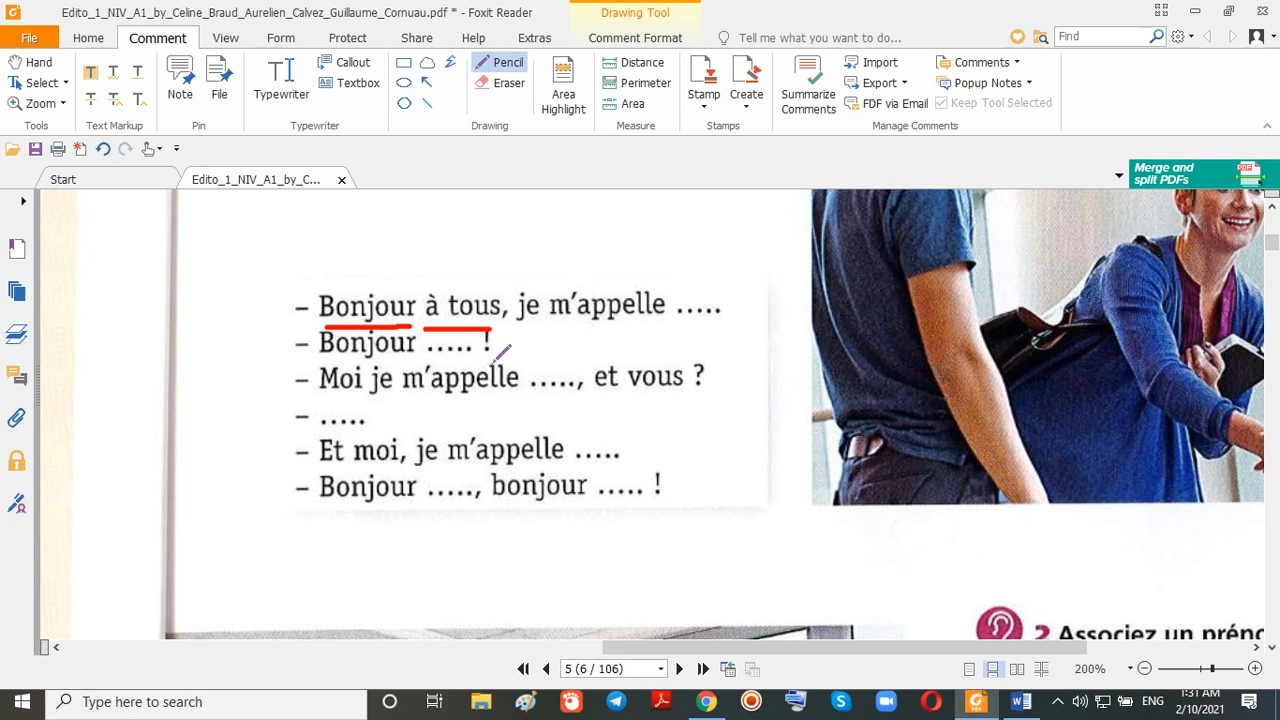 Edito_1_NIV_A1_by_Celine_Braud_Aurelien_Calvez_Guillaume_Cornuau.pdf * - Foxit Reader
Drawing Tool
File Home Comment View Form Protect Share Help Extras Comment Format Tell me what you want to do... Find
Hand
Select
Zoom
Tools
Text Markup
Note
File
Pin
Typewriter
Callout
Textbox
Typewriter
Pencil
Eraser
Area Highlight
Drawing
Distance
Perimeter
Area
Measure
Stamp
Create
Stamps
Summarize Comments
Import
Export
FDF via Email
Comments
Popup Notes
Keep Tool Selected
Manage Comments
Start
Edito_1_NIV_A1_by_C...
Merge and
split PDFs
– Bonjour à tous, je m'appelle .....
– Bonjour ..... !
– Moi je m'appelle ....., et vous ?
– .....
– Et moi, je m'appelle .....
– Bonjour ....., bonjour ..... !
2 Associez un préno
5 (6 / 106)
200%
Type here to search
ENG
1:31 AM
2/10/2021